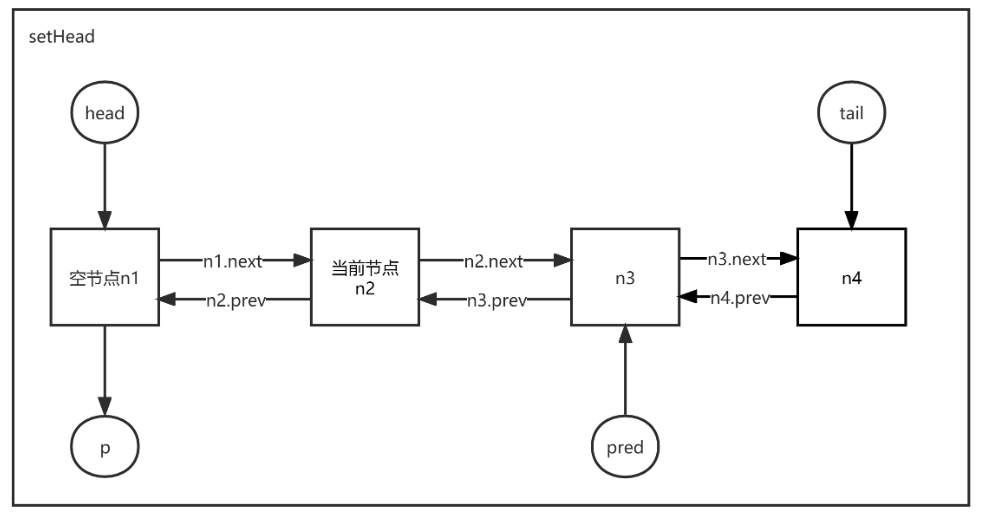 setHead
head
tail
空节点n1
n1.next
n2.prev
当前节点
n2
n2.next
n3.prev
n3
n3.next
n4.prev
n4
p
pred